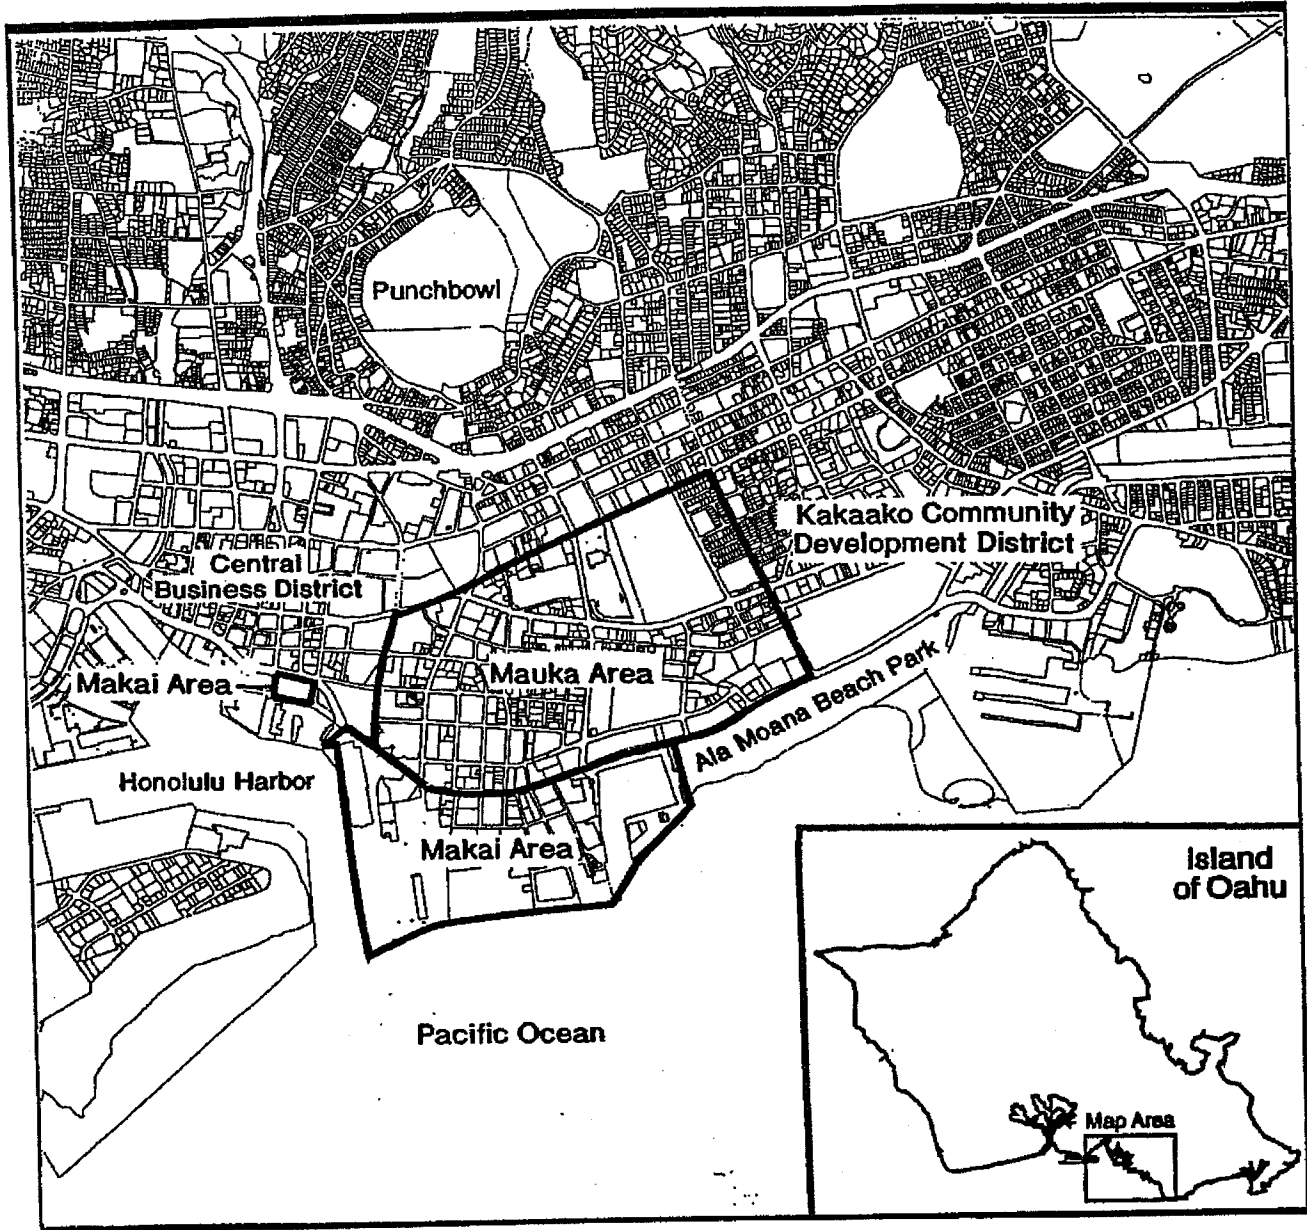 Punchbowl
Kakaako Community
Development District
Central
Business District
Mauka Area
Makai Area
Ala Moana Beach Park
Honolulu Harbor
Makai Area
Island
of Oahu
Pacific Ocean
Map Area